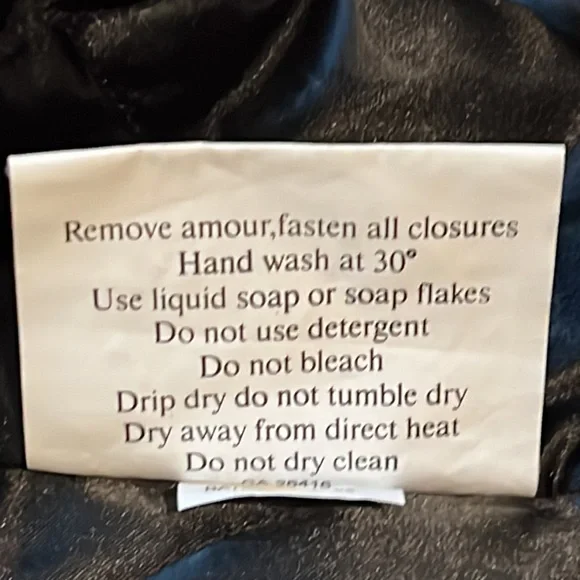 Remove amour,fasten all closures
Hand wash at 30°
Use liquid soap or soap flakes
Do not use detergent
Do not bleach
Drip dry do not tumble dry
Dry away from direct heat
Do not dry clean